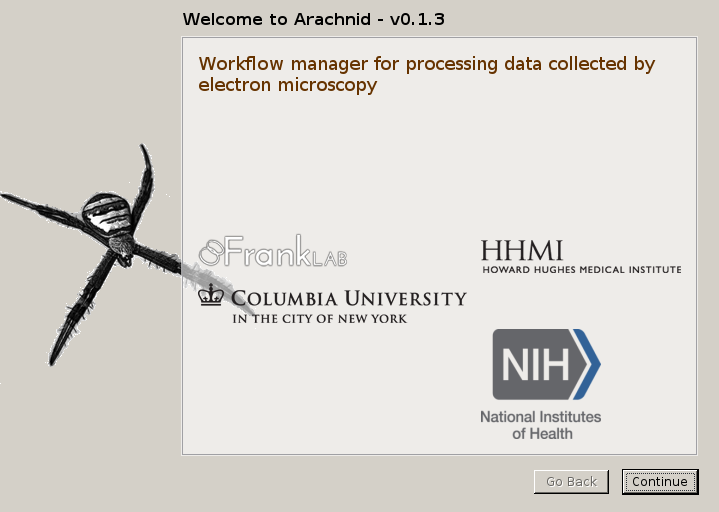 Welcome to Arachnid - v0.1.3
Workflow manager for processing data collected by
electron microscopy
FrankLAB
HHMI
HOWARD HUGHES MEDICAL INSTITUTE
COLUMBIA UNIVERSITY
IN THE CITY OF NEW YORK
NIH
National Institutes
of Health
Go Back
Continue